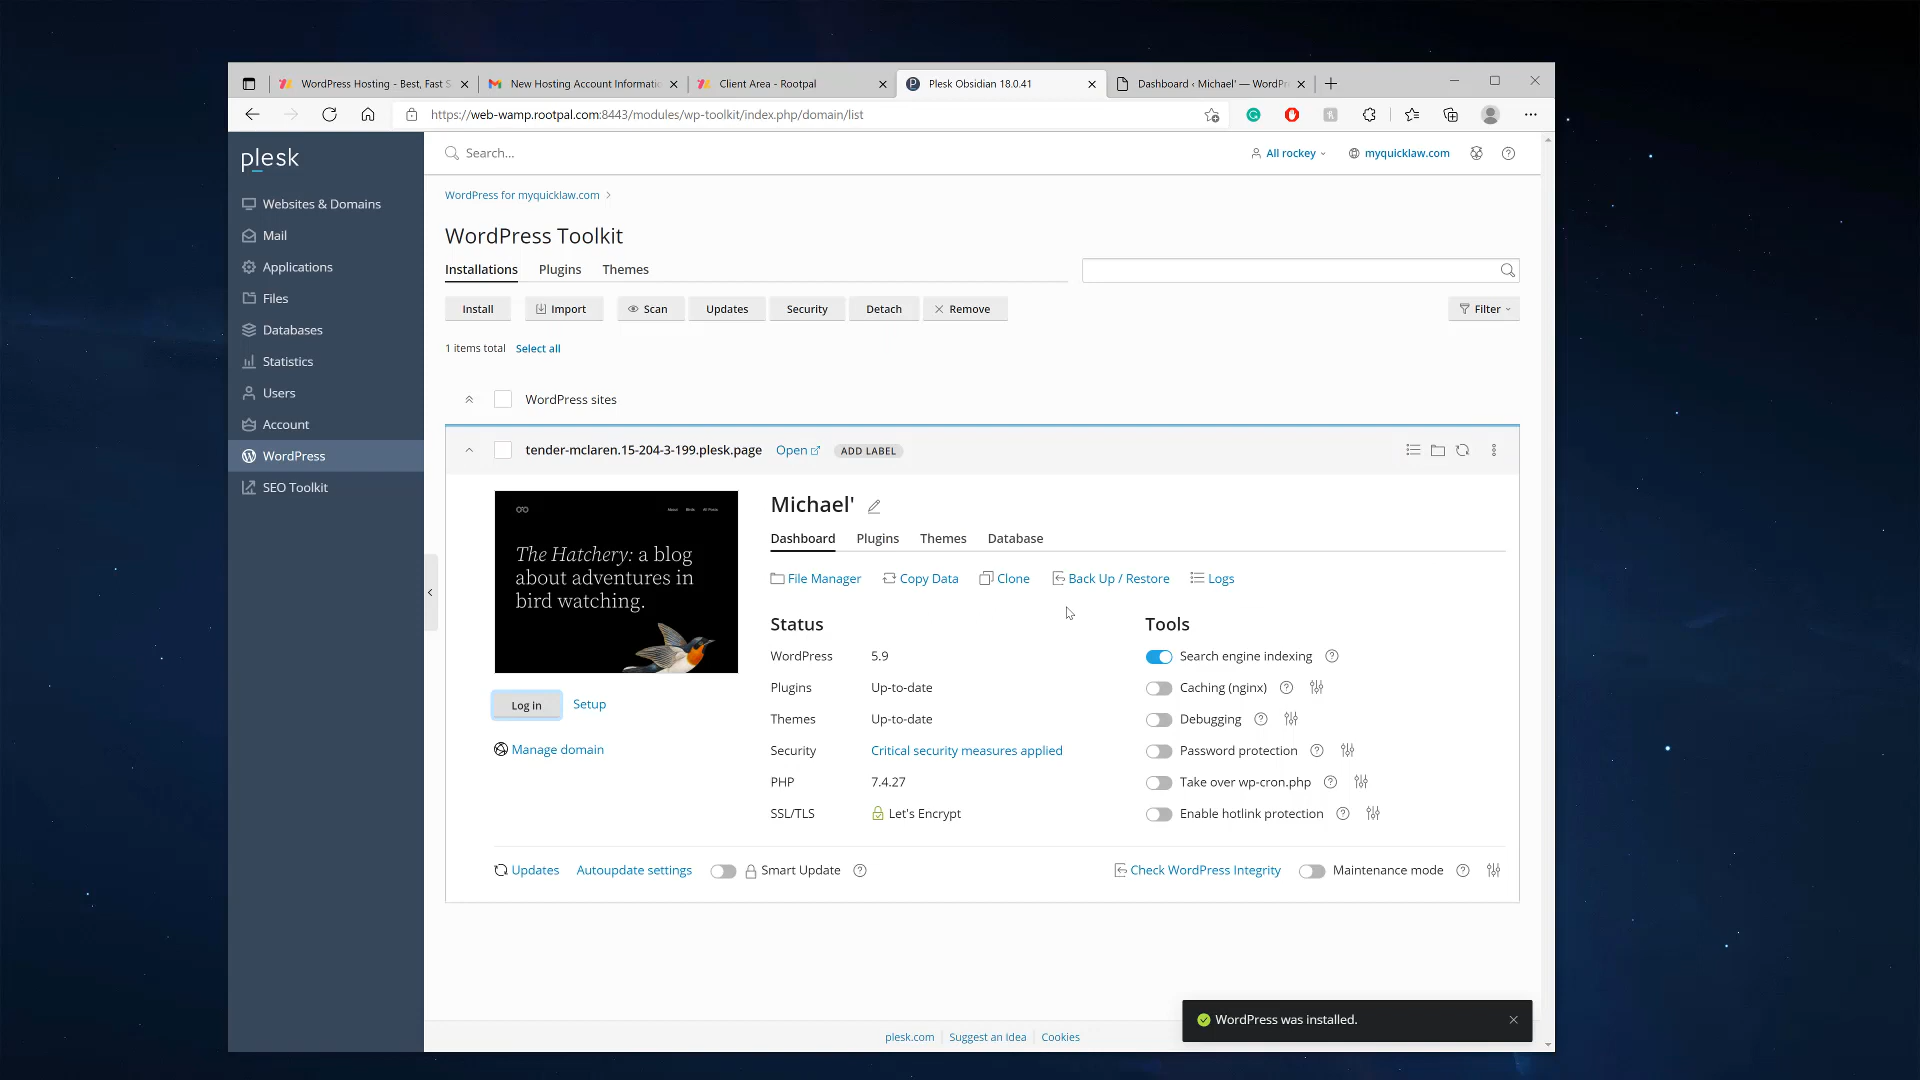 WordPress Hosting - Best, Fast S
New Hosting Account Informatio
Client Area - Rootpal
Plesk Obsidian 18.0.41
Dashboard ‹ Michael' — WordPr
https://web-wamp.rootpal.com:8443/modules/wp-toolkit/index.php/domain/list
plesk
Search...
All rockey
myquicklaw.com
Websites & Domains
Mail
Applications
Files
Databases
Statistics
Users
Account
WordPress
SEO Toolkit
WordPress for myquicklaw.com
WordPress Toolkit
Installations Plugins Themes
Install Import Scan Updates Security Detach Remove Filter
1 items total Select all
WordPress sites
tender-mclaren.15-204-3-199.plesk.page Open ADD LABEL
About Birds All Posts
The Hatchery: a blog
about adventures in
bird watching.
Log in Setup
Manage domain
Michael'
Dashboard Plugins Themes Database
File Manager Copy Data Clone Back Up / Restore Logs
Status
WordPress 5.9
Plugins Up-to-date
Themes Up-to-date
Security Critical security measures applied
PHP 7.4.27
SSL/TLS Let's Encrypt
Tools
Search engine indexing
Caching (nginx)
Debugging
Password protection
Take over wp-cron.php
Enable hotlink protection
Updates Autoupdate settings Smart Update Check WordPress Integrity Maintenance mode
WordPress was installed.
plesk.com Suggest an Idea Cookies